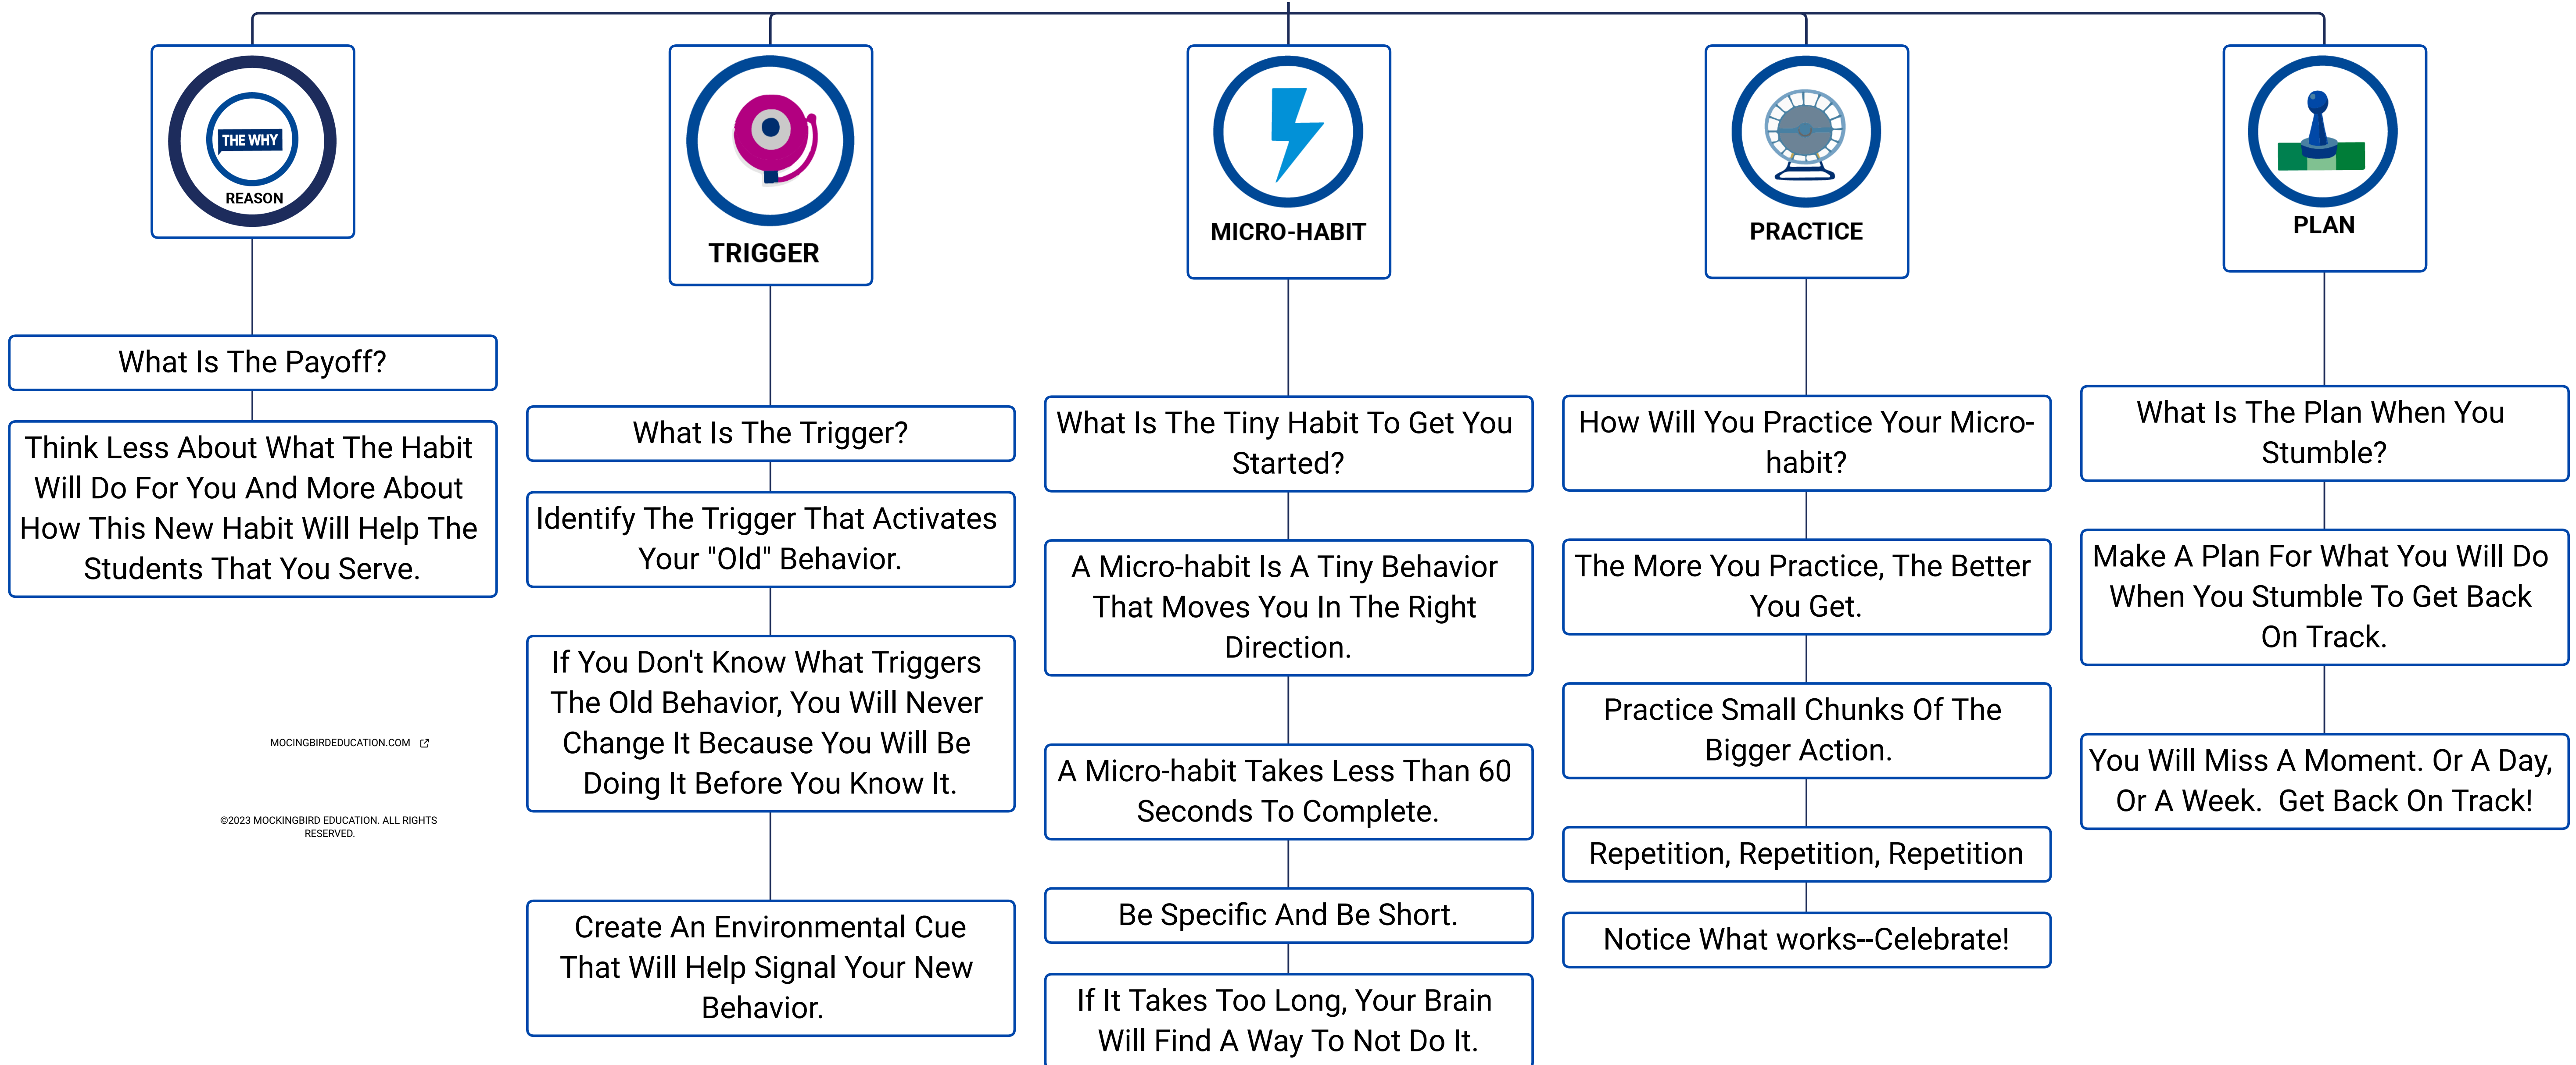 THE WHY
REASON
What Is The Payoff?
Think Less About What The Habit
Will Do For You And More About
How This New Habit Will Help The
Students That You Serve.
MOCINGBIRDEDUCATION.COM
©2023 MOCKINGBIRD EDUCATION. ALL RIGHTS
RESERVED.
TRIGGER
What Is The Trigger?
Identify The Trigger That Activates
Your "Old" Behavior.
If You Don't Know What Triggers
The Old Behavior, You Will Never
Change It Because You Will Be
Doing It Before You Know It.
Create An Environmental Cue
That Will Help Signal Your New
Behavior.
MICRO-HABIT
What Is The Tiny Habit To Get You
Started?
A Micro-habit Is A Tiny Behavior
That Moves You In The Right
Direction.
A Micro-habit Takes Less Than 60
Seconds To Complete.
Be Specific And Be Short.
If It Takes Too Long, Your Brain
Will Find A Way To Not Do It.
PRACTICE
How Will You Practice Your Micro-
habit?
The More You Practice, The Better
You Get.
Practice Small Chunks Of The
Bigger Action.
Repetition, Repetition, Repetition
Notice What works--Celebrate!
PLAN
What Is The Plan When You
Stumble?
Make A Plan For What You Will Do
When You Stumble To Get Back
On Track.
You Will Miss A Moment. Or A Day,
Or A Week.  Get Back On Track!